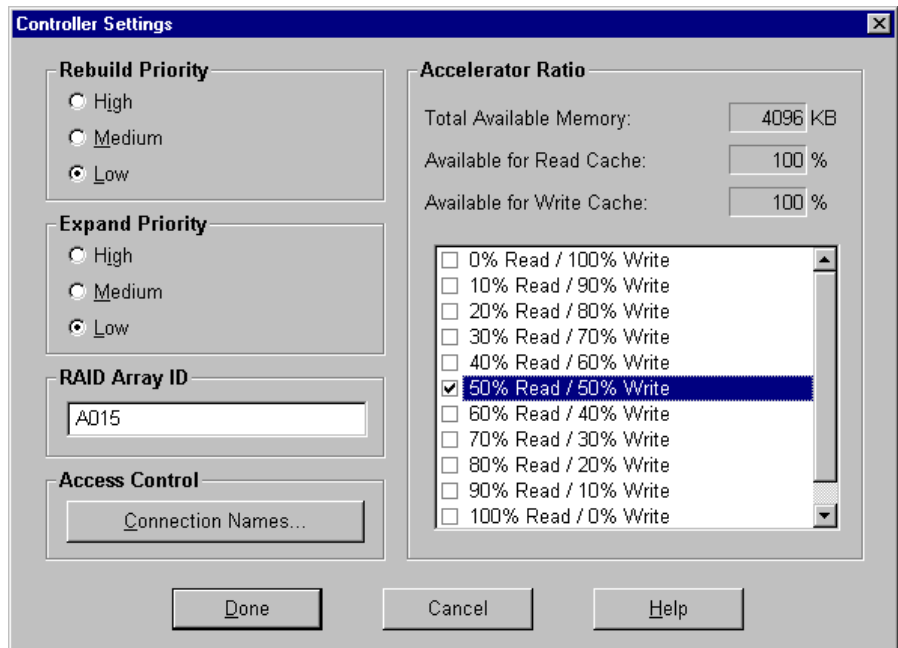 Controller Settings
Rebuild Priority
High
Medium
Low
Expand Priority
High
Medium
Low
RAID Array ID
A015
Access Control
Connection Names...
Accelerator Ratio
Total Available Memory: 4096 KB
Available for Read Cache: 100 %
Available for Write Cache: 100 %
0% Read / 100% Write
10% Read / 90% Write
20% Read / 80% Write
30% Read / 70% Write
40% Read / 60% Write
50% Read / 50% Write
60% Read / 40% Write
70% Read / 30% Write
80% Read / 20% Write
90% Read / 10% Write
100% Read / 0% Write
Done Cancel Help